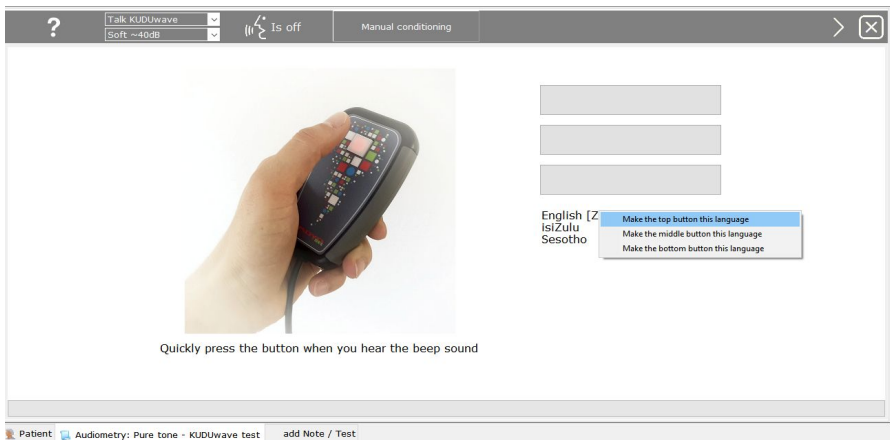 ?
Talk KUDUwave
Soft ~40dB
Is off
Manual conditioning
English [Z
isiZulu
Sesotho
Make the top button this language
Make the middle button this language
Make the bottom button this language
Quickly press the button when you hear the beep sound
Patient
Audiometry: Pure tone - KUDUwave test
add Note / Test